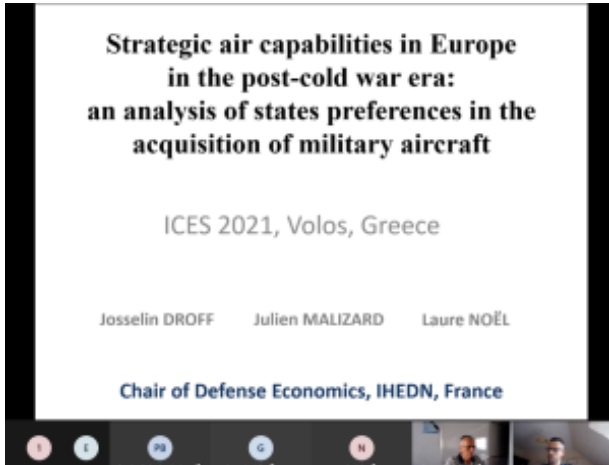 Strategic air capabilities in Europe
in the post-cold war era:
an analysis of states preferences in the
acquisition of military aircraft
ICES 2021, Volos, Greece
Josselin DROFF Julien MALIZARD Laure NOËL
Chair of Defense Economics, IHEDN, France
E PB G N